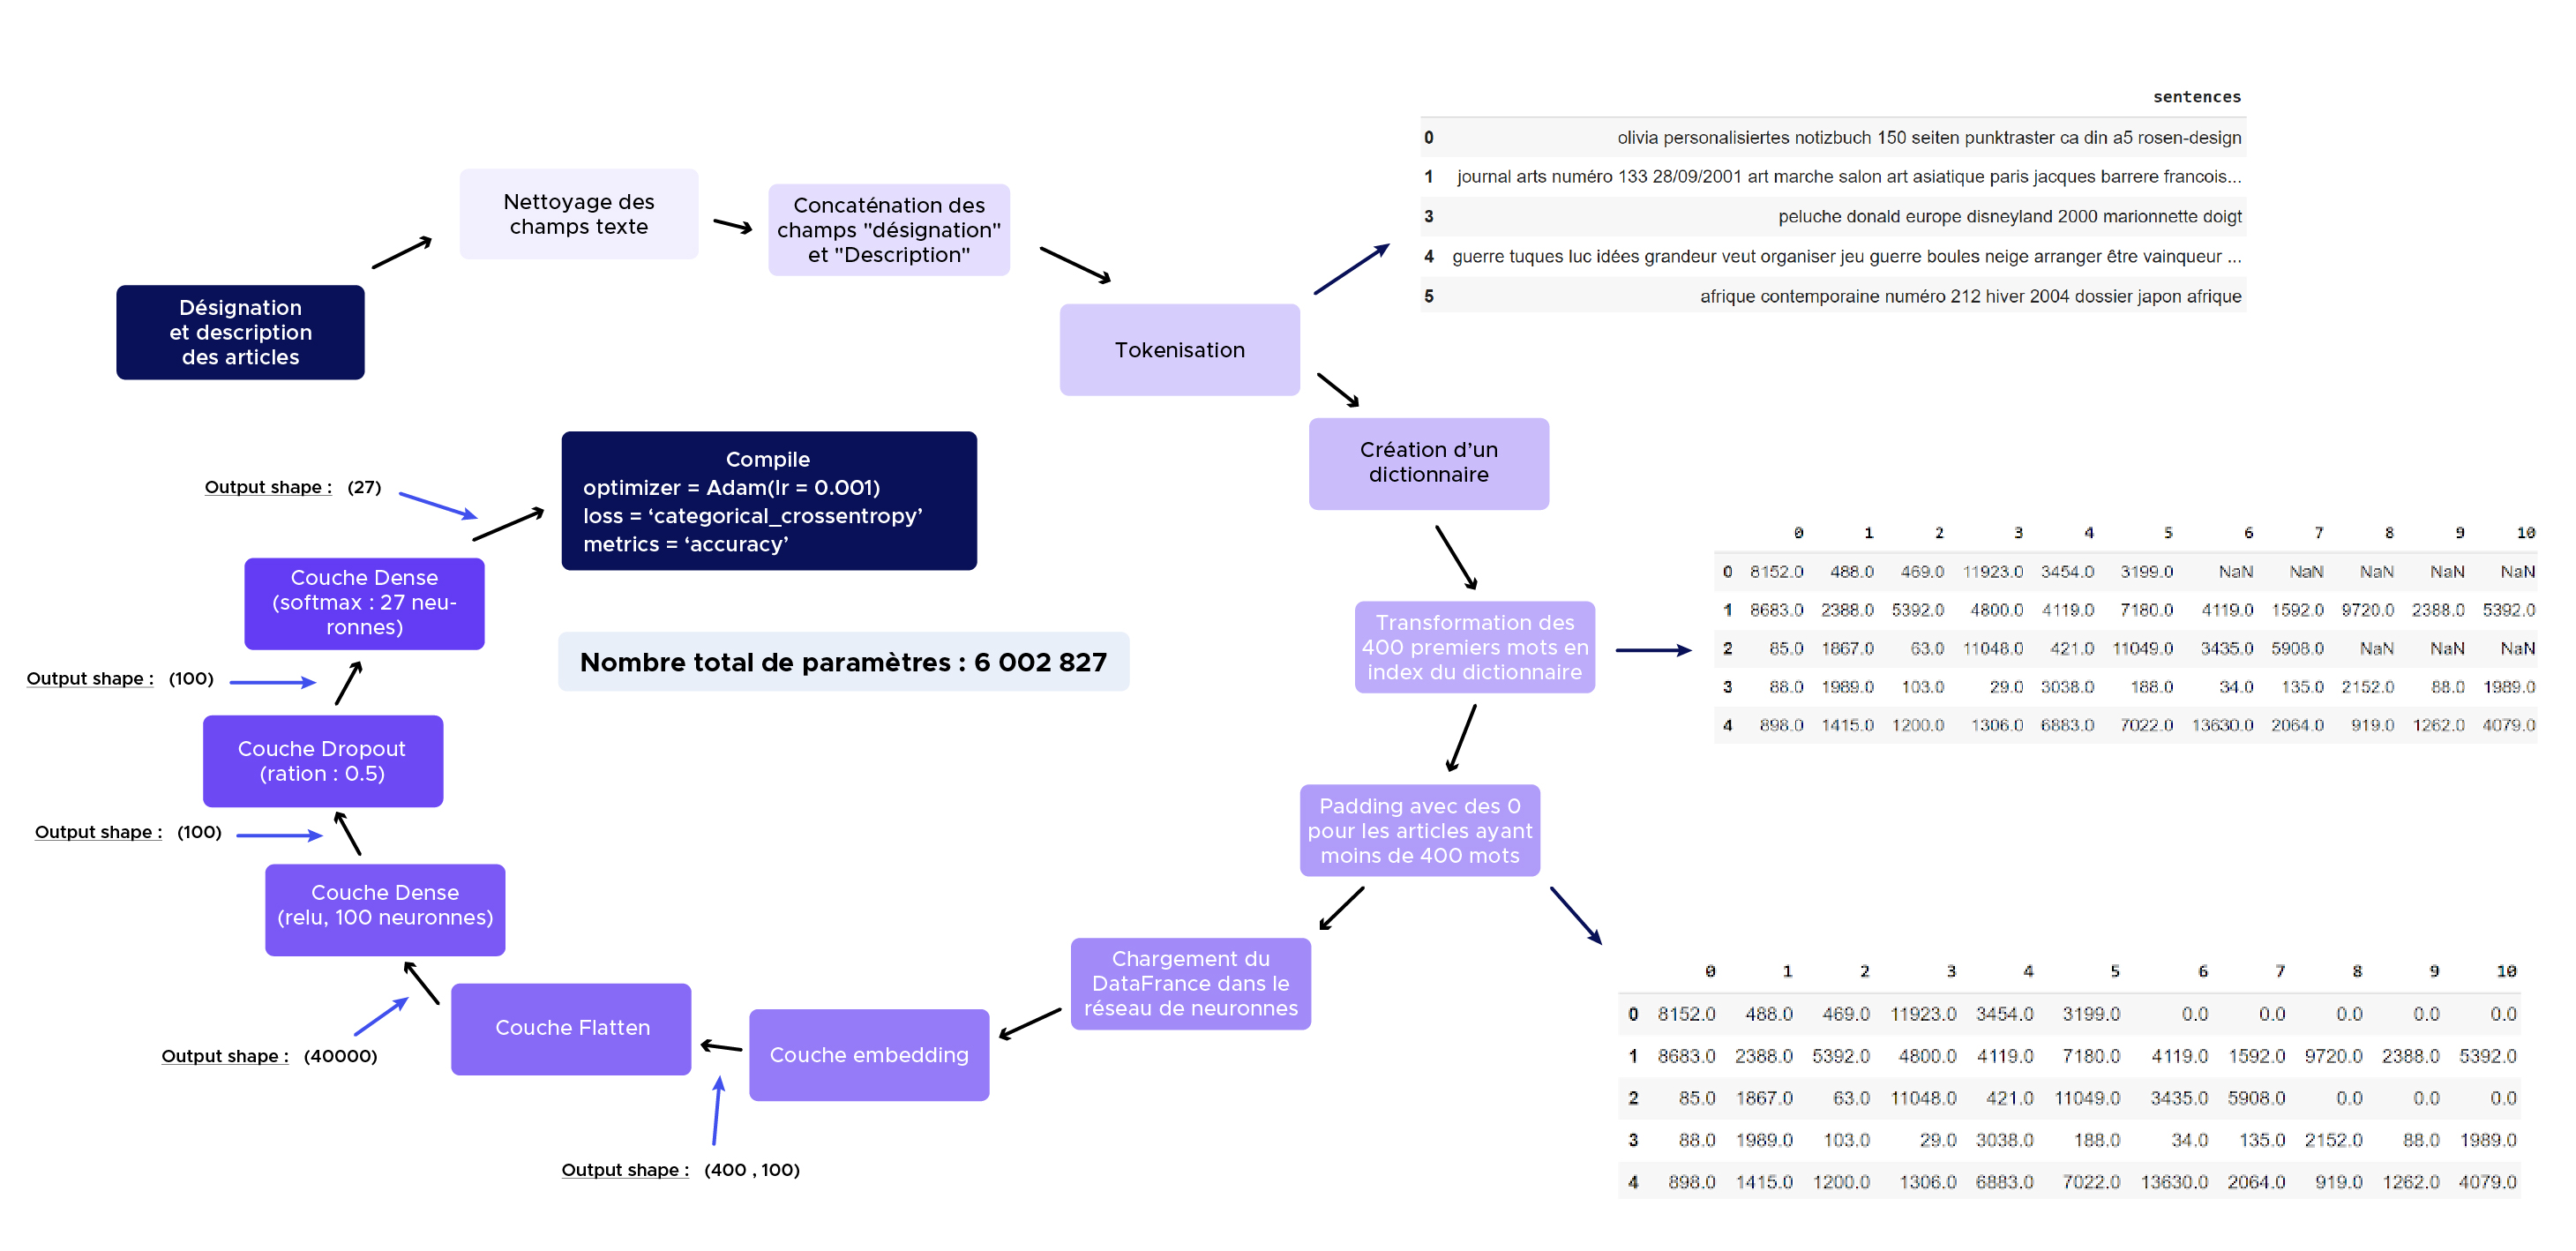 Désignation
et description
des articles
Nettoyage des
champs texte
Concaténation des
champs "désignation"
et "Description"
Tokenisation
sentences
0 olivia personalisiertes notizbuch 150 seiten punktraster ca din a5 rosen-design
1 journal arts numéro 133 28/09/2001 art marche salon art asiatique paris jacques barrere francois...
3 peluche donald europe disneyland 2000 marionnette doigt
4 guerre tuques luc idées grandeur veut organiser jeu guerre boules neige arranger être vainqueur ...
5 afrique contemporaine numéro 212 hiver 2004 dossier japon afrique
Création d’un
dictionnaire
Transformation des
400 premiers mots en
index du dictionnaire
0 1 2 3 4 5 6 7 8 9 10
0 8152.0 488.0 469.0 11923.0 3454.0 3199.0 NaN NaN NaN NaN NaN
1 8683.0 2388.0 5392.0 4800.0 4119.0 7180.0 4119.0 1592.0 9720.0 2388.0 5392.0
2 85.0 1867.0 63.0 11048.0 421.0 11049.0 3435.0 5908.0 NaN NaN NaN
3 88.0 1989.0 103.0 29.0 3038.0 188.0 34.0 135.0 2152.0 88.0 1989.0
4 898.0 1415.0 1200.0 1306.0 6883.0 7022.0 13630.0 2064.0 919.0 1262.0 4079.0
Padding avec des 0
pour les articles ayant
moins de 400 mots
0 1 2 3 4 5 6 7 8 9 10
0 8152.0 488.0 469.0 11923.0 3454.0 3199.0 0.0 0.0 0.0 0.0 0.0
1 8683.0 2388.0 5392.0 4800.0 4119.0 7180.0 4119.0 1592.0 9720.0 2388.0 5392.0
2 85.0 1867.0 63.0 11048.0 421.0 11049.0 3435.0 5908.0 0.0 0.0 0.0
3 88.0 1989.0 103.0 29.0 3038.0 188.0 34.0 135.0 2152.0 88.0 1989.0
4 898.0 1415.0 1200.0 1306.0 6883.0 7022.0 13630.0 2064.0 919.0 1262.0 4079.0
Chargement du
DataFrance dans le
réseau de neuronnes
Couche embedding
Output shape : (400 , 100)
Couche Flatten
Output shape : (40000)
Couche Dense
(relu, 100 neuronnes)
Output shape : (100)
Couche Dropout
(ration : 0.5)
Output shape : (100)
Couche Dense
(softmax : 27 neu-
ronnes)
Output shape : (27)
Compile
optimizer = Adam(lr = 0.001)
loss = ‘categorical_crossentropy’
metrics = ‘accuracy’
Nombre total de paramètres : 6 002 827